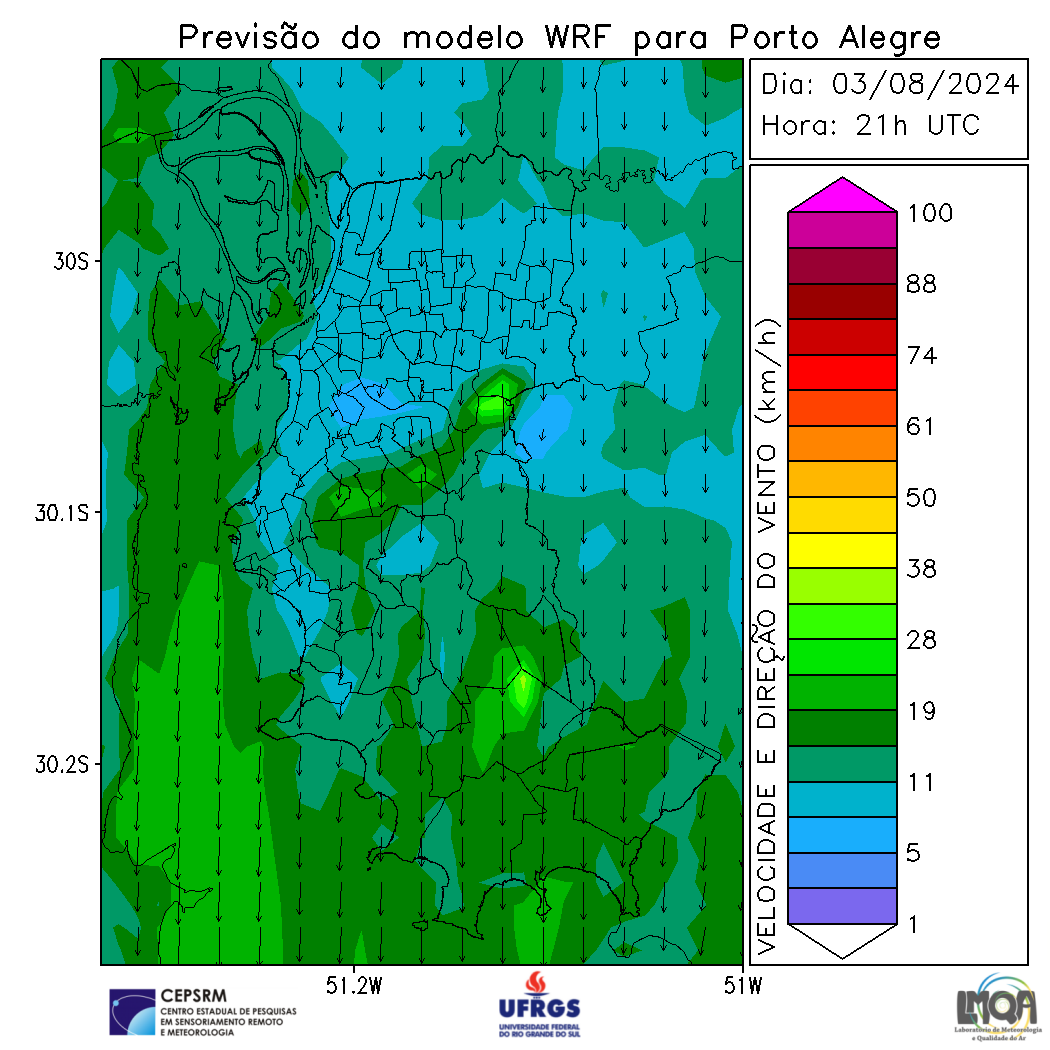 Previsão do modelo WRF para Porto Alegre
Dia: 03/08/2024
Hora: 21h UTC
30S
30.1S
30.2S
51.2W
51W
VELOCIDADE E DIREÇÃO DO VENTO (km/h)
100
88
74
61
50
38
28
19
11
5
1
CEPSRM
CENTRO ESTADUAL DE PESQUISAS
EM SENSORIAMENTO REMOTO
E METEOROLOGIA
UFRGS
UNIVERSIDADE FEDERAL
DO RIO GRANDE DO SUL
LMQA
Laboratório de Meteorologia
e Qualidade do Ar